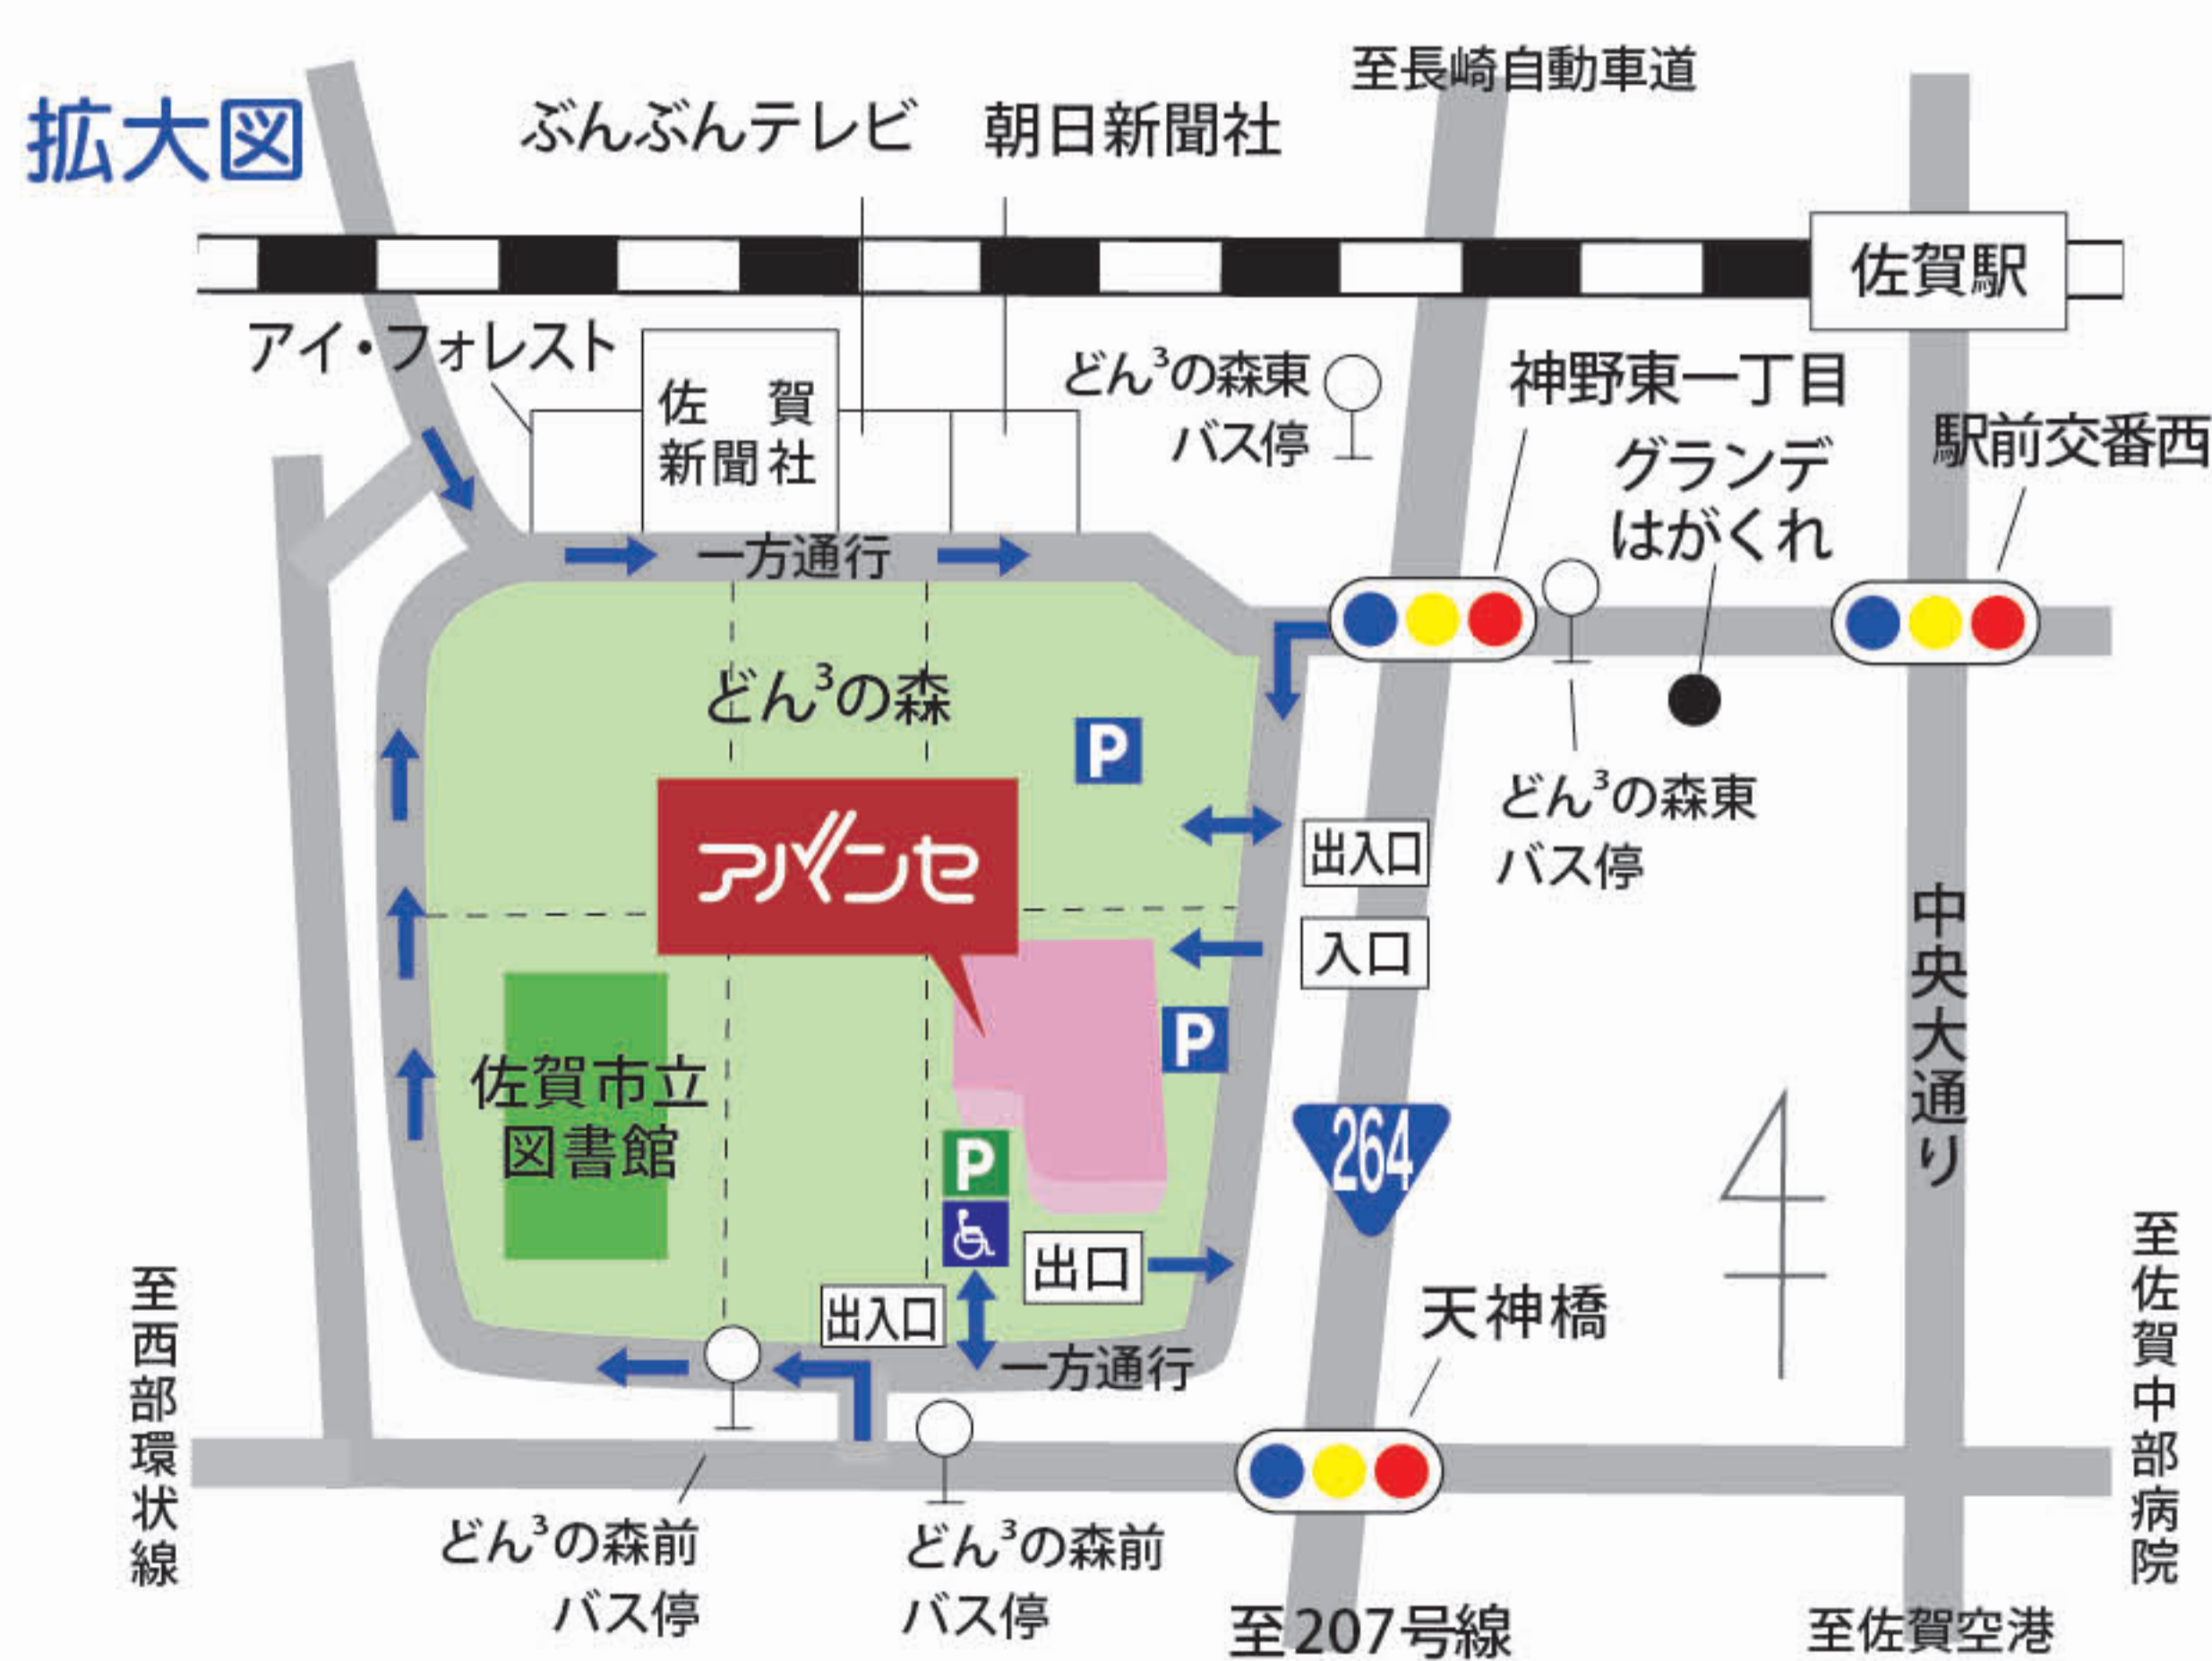 拡大図
至長崎自動車道
ぶんぶんテレビ
朝日新聞社
佐賀駅
アイ・フォレスト
佐 賀
新聞社
どん³の森東
バス停
神野東一丁目
グランデ
はがくれ
駅前交番西
一方通行
どん³の森
P
アバンセ
出入口
入口
どん³の森東
バス停
中央大通り
P
佐賀市立
図書館
P
264
出口
出入口
一方通行
天神橋
4
至西部環状線
至佐賀中部病院
どん³の森前
バス停
どん³の森前
バス停
至207号線
至佐賀空港